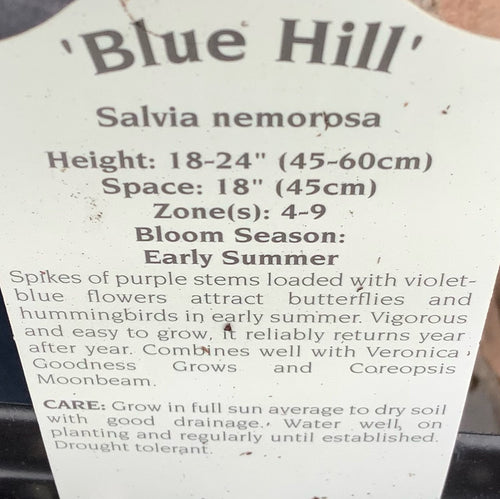 'Blue Hill'
Salvia nemorosa
Height: 18-24" (45-60cm)
Space: 18" (45cm)
Zone(s): 4-9
Bloom Season:
Early Summer
Spikes of purple stems loaded with violet-
blue flowers attract butterflies and
hummingbirds in early summer. Vigorous
and easy to grow, it reliably returns year
after year. Combines well with Veronica
Goodness Grows and Coreopsis
Moonbeam.
CARE: Grow in full sun average to dry soil
with good drainage. Water well, on
planting and regularly until established.
Drought tolerant.